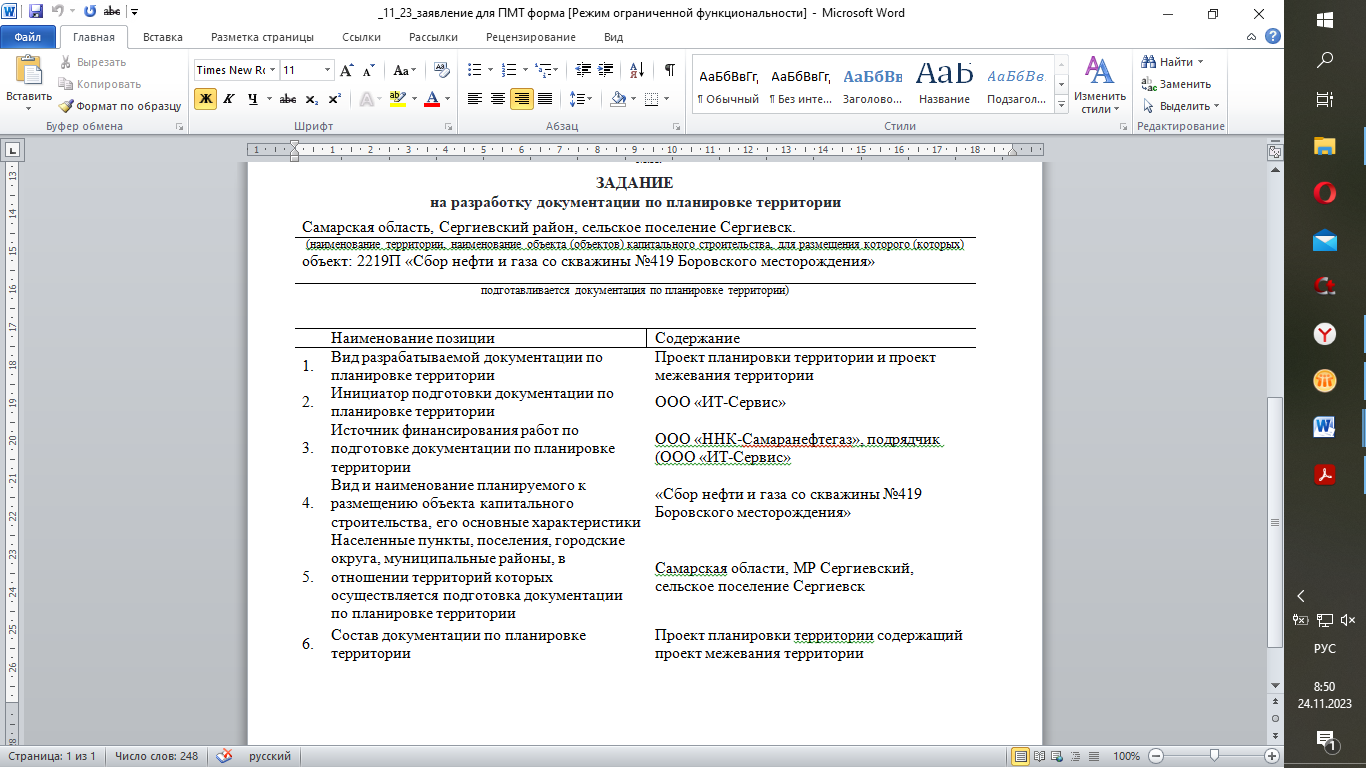 _11_23_заявление для ПМТ форма [Режим ограниченной функциональности] - Microsoft Word
Файл Главная Вставка Разметка страницы Ссылки Рассылки Рецензирование Вид
Вставить
Вырезать
Копировать
Формат по образцу
Буфер обмена
Times New Ro 11
Шрифт
Абзац
АаБбВвГг, АаБбВвГг, АаБбВв АаБ АаБбВв.
¶ Обычный ¶ Без инте... Заголово... Название Подзагол...
Стили
Изменить стили
Найти
Заменить
Выделить
Редактирование
ЗАДАНИЕ
на разработку документации по планировке территории
Самарская область, Сергиевский район, сельское поселение Сергиевск.
(наименование территории, наименование объекта (объектов) капитального строительства, для размещения которого (которых)
объект: 2219П «Сбор нефти и газа со скважины №419 Боровского месторождения»
подготавливается документация по планировке территории)
Наименование позиции Содержание
1. Вид разрабатываемой документации по
планировке территории
Проект планировки территории и проект
межевания территории
2. Инициатор подготовки документации по
планировке территории
ООО «ИТ-Сервис»
3. Источник финансирования работ по
подготовке документации по планировке
территории
ООО «ННК-Самаранефтегаз», подрядчик
(ООО «ИТ-Сервис»
4. Вид и наименование планируемого к
размещению объекта капитального
строительства, его основные характеристики
«Сбор нефти и газа со скважины №419
Боровского месторождения»
5. Населенные пункты, поселения, городские
округа, муниципальные районы, в
отношении территорий которых
осуществляется подготовка документации
по планировке территории
Самарская области, МР Сергиевский,
сельское поселение Сергиевск
6. Состав документации по планировке
территории
Проект планировки территории содержащий
проект межевания территории
Страница: 1 из 1 Число слов: 248 русский 100%
РУС
8:50
24.11.2023